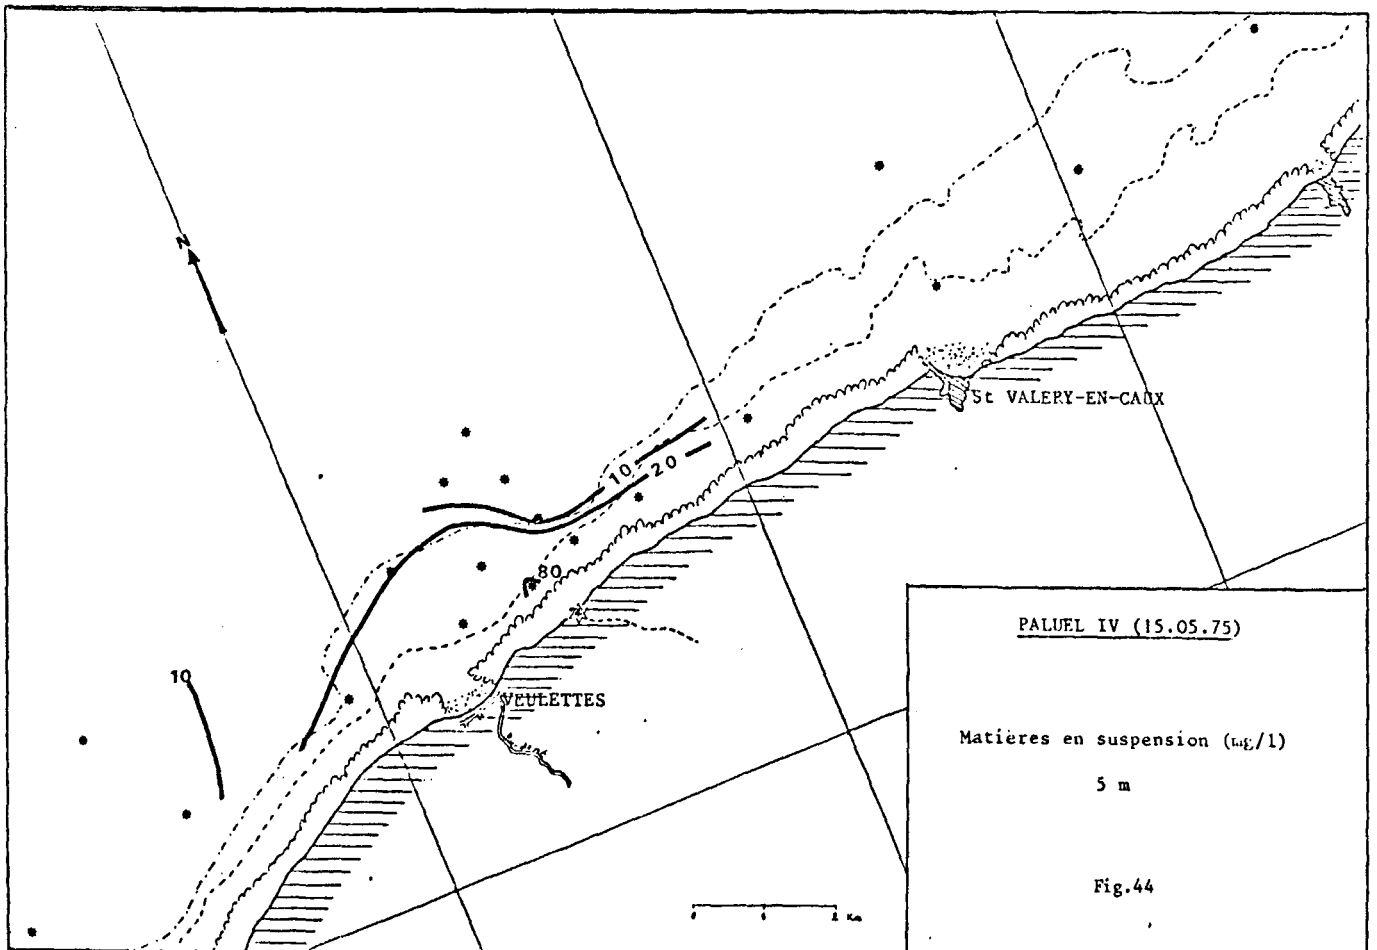 N
10
20
St VALERY-EN-CAUX
80
10
VEULETTES
PALUEL IV (15.05.75)
Matières en suspension (mg/l)
5 m
Fig.44
Km